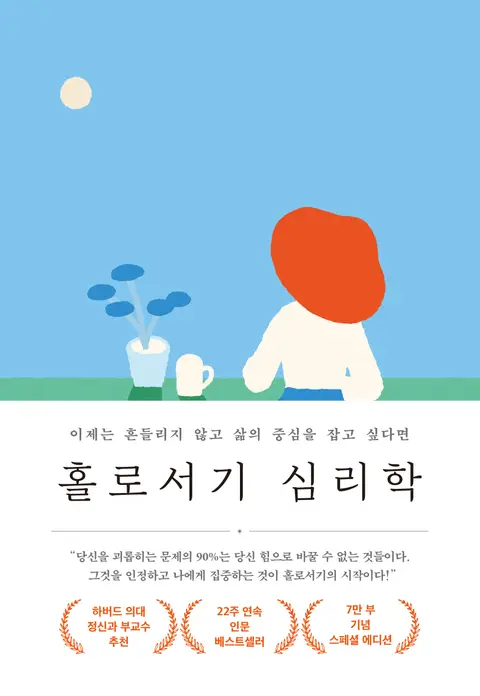 이제는 흔들리지 않고 삶의 중심을 잡고 싶다면
홀로서기 심리학
“당신을 괴롭히는 문제의 90%는 당신 힘으로 바꿀 수 없는 것들이다.
그것을 인정하고 나에게 집중하는 것이 홀로서기의 시작이다!”
하버드 의대
정신과 부교수
추천
22주 연속
인문
베스트셀러
7만 부
기념
스페셜 에디션